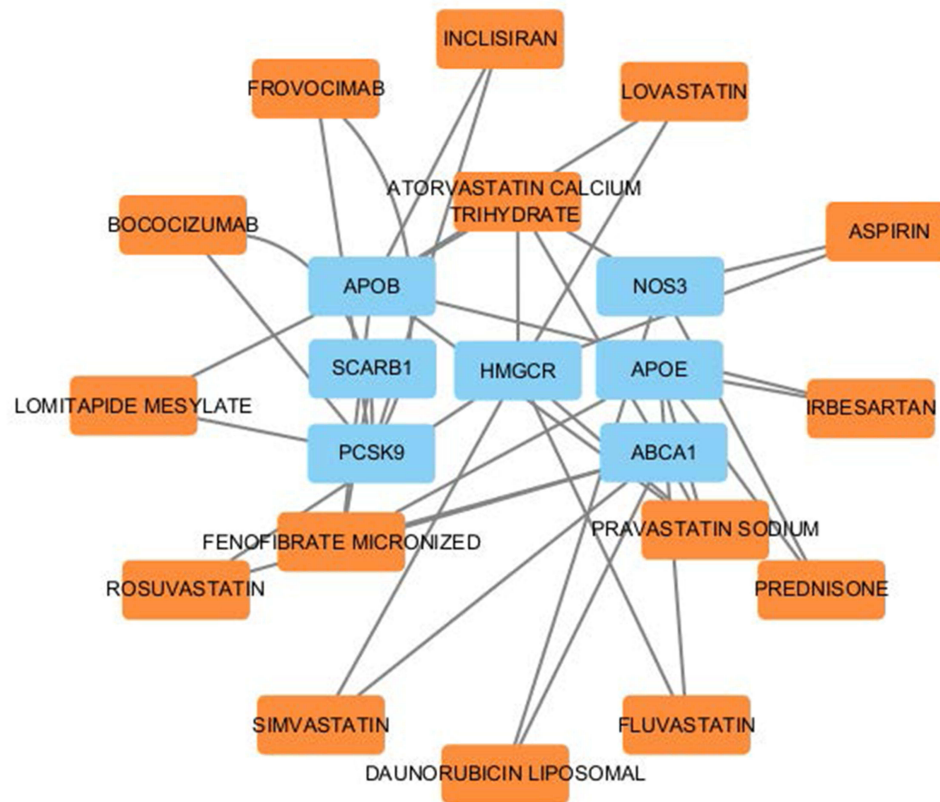 INCLISIRAN
FROVOCIMAB
LOVASTATIN
ATORVASTATIN CALCIUM
TRIHYDRATE
BOCOCIZUMAB
ASPIRIN
APOB
NOS3
SCARB1
HMGCR
APOE
LOMITAPIDE MESYLATE
IRBESARTAN
PCSK9
ABCA1
FENOFIBRATE MICRONIZED
PRAVASTATIN SODIUM
ROSUVASTATIN
PREDNISONE
SIMVASTATIN
FLUVASTATIN
DAUNORUBICIN LIPOSOMAL